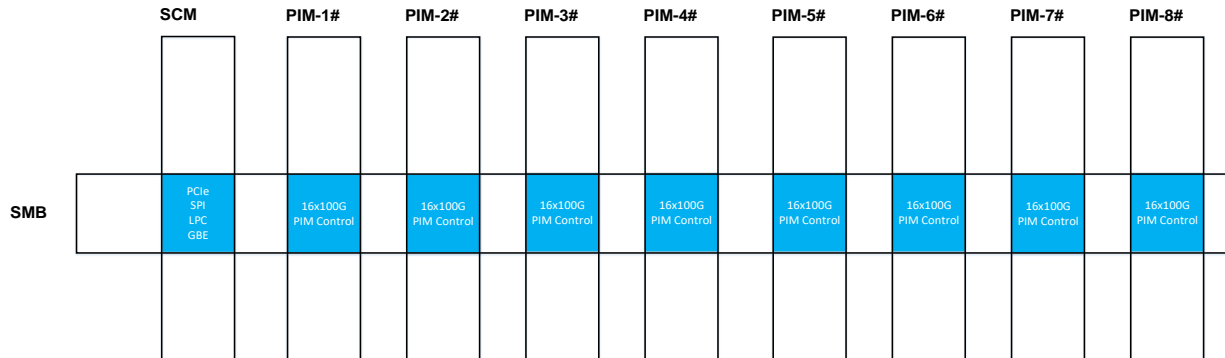 SCM PIM-1# PIM-2# PIM-3# PIM-4# PIM-5# PIM-6# PIM-7# PIM-8#
SMB
PCIe
SPI
LPC
GBE
16x100G
PIM Control
16x100G
PIM Control
16x100G
PIM Control
16x100G
PIM Control
16x100G
PIM Control
16x100G
PIM Control
16x100G
PIM Control
16x100G
PIM Control